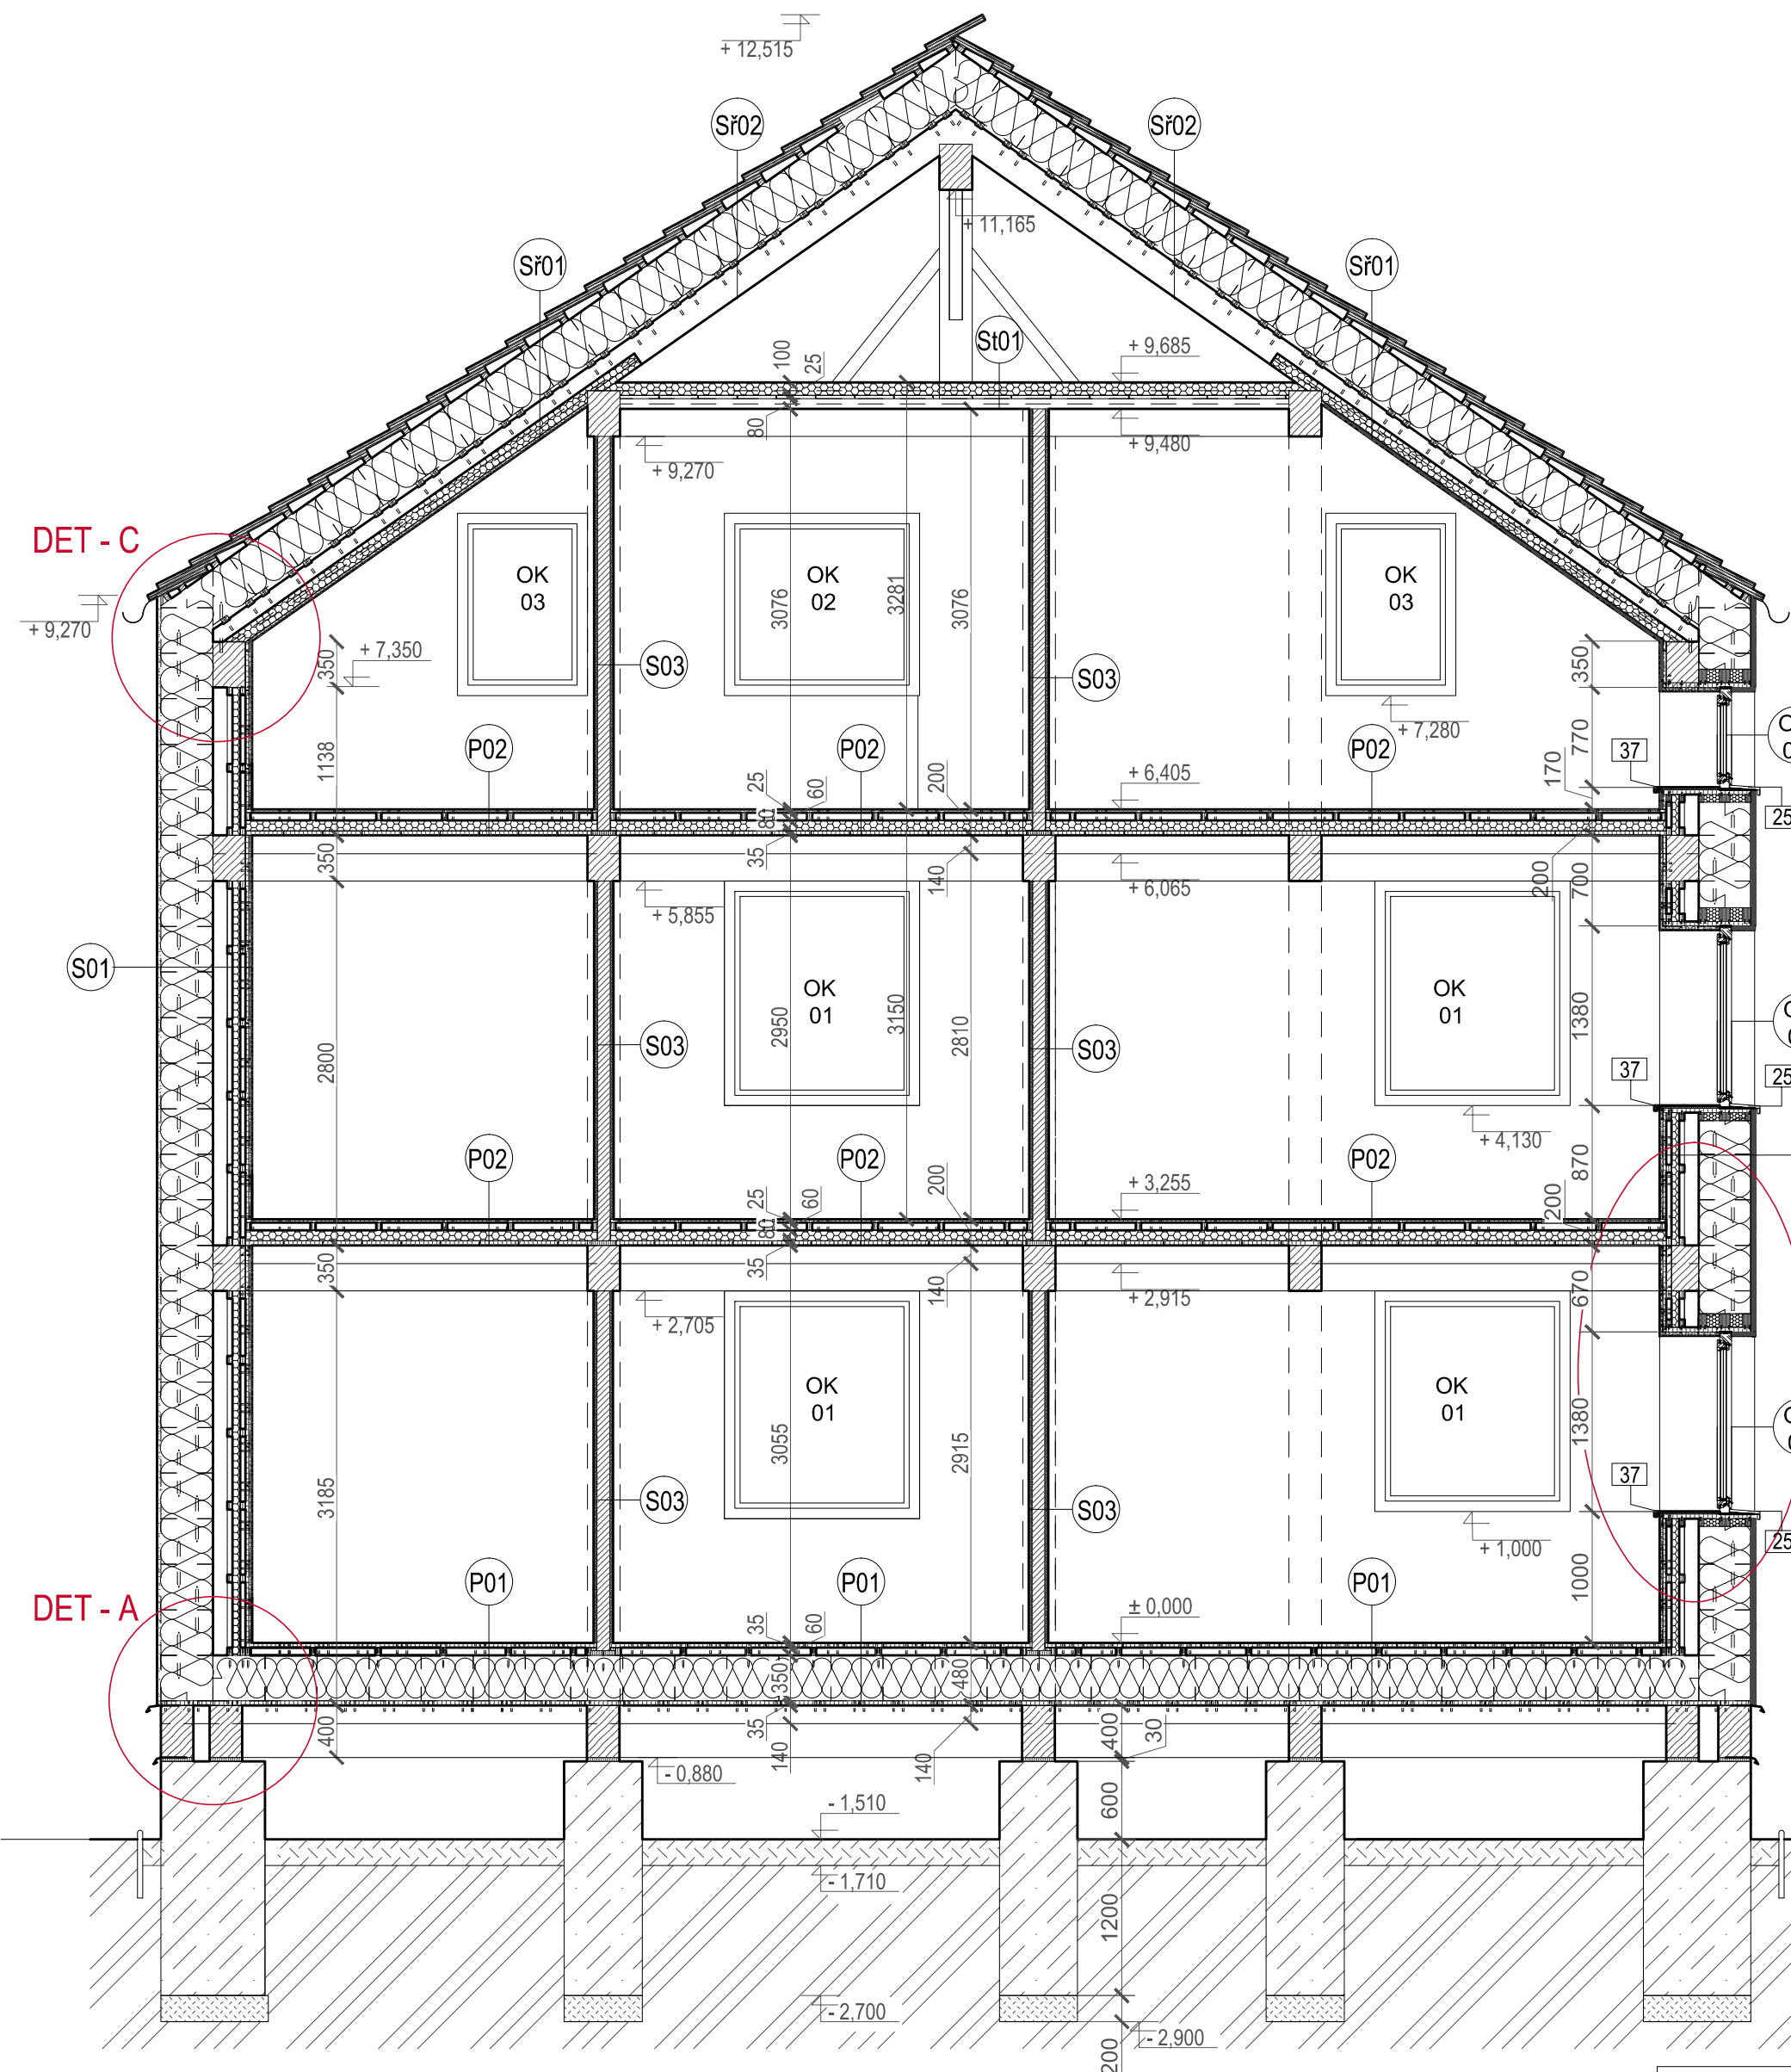 + 12,515
Sř02
Sř02
+ 11,165
Sř01
Sř01
St01
100
25
+ 9,685
80
+ 9,270
+ 9,480
DET - C
OK
03
OK
02
OK
03
3076
3281
3076
+ 9,270
350
+ 7,350
S03
S03
350
+ 7,280
1138
P02
P02
P02
37
770
170
25
60
200
+ 6,405
80
25
350
35
140
+ 6,065
200
700
+ 5,855
S01
OK
01
OK
01
2950
3150
2810
1380
2800
S03
S03
37
25
+ 4,130
P02
P02
P02
870
25
60
200
+ 3,255
200
80
350
35
140
+ 2,915
670
+ 2,705
OK
01
OK
01
3055
2915
1380
3185
S03
S03
37
+ 1,000
25
P01
P01
P01
1000
DET - A
35
60
± 0,000
350
480
400
35
140
140
400
30
- 0,880
- 1,510
600
- 1,710
1200
- 2,700
- 2,900
200